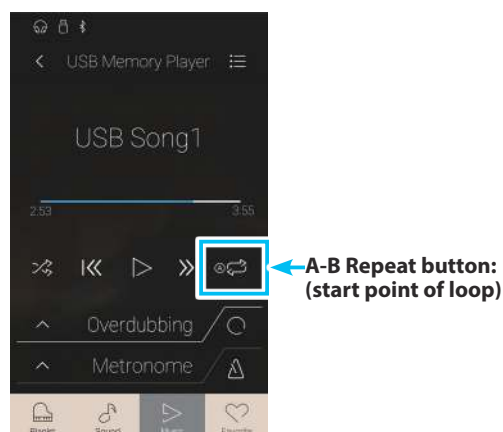 USB Memory Player
USB Song1
2:53 3:55
A
A-B Repeat button:
(start point of loop)
Overdubbing
Metronome
Pianist Sound Music Favorite